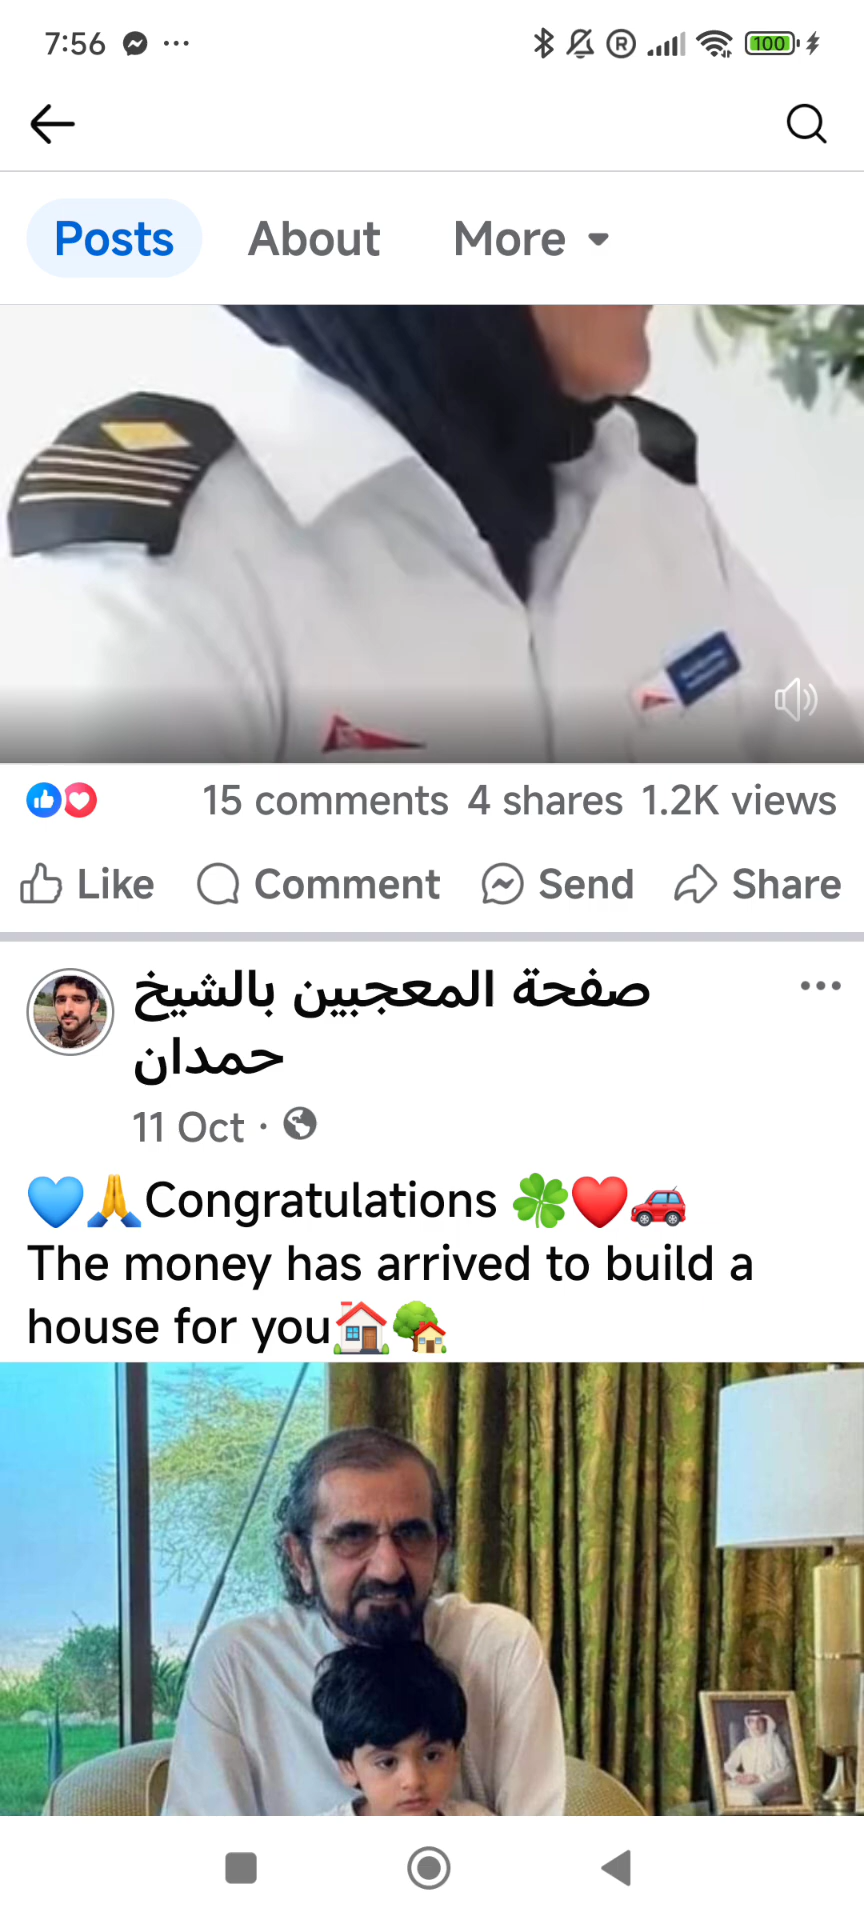 7:56
100
Posts About More
15 comments 4 shares 1.2K views
Like Comment Send Share
صفحة المعجبين بالشيخ
حمدان
11 Oct ·
💙🙏Congratulations 🍀❤️🚗
The money has arrived to build a
house for you🏠🏡